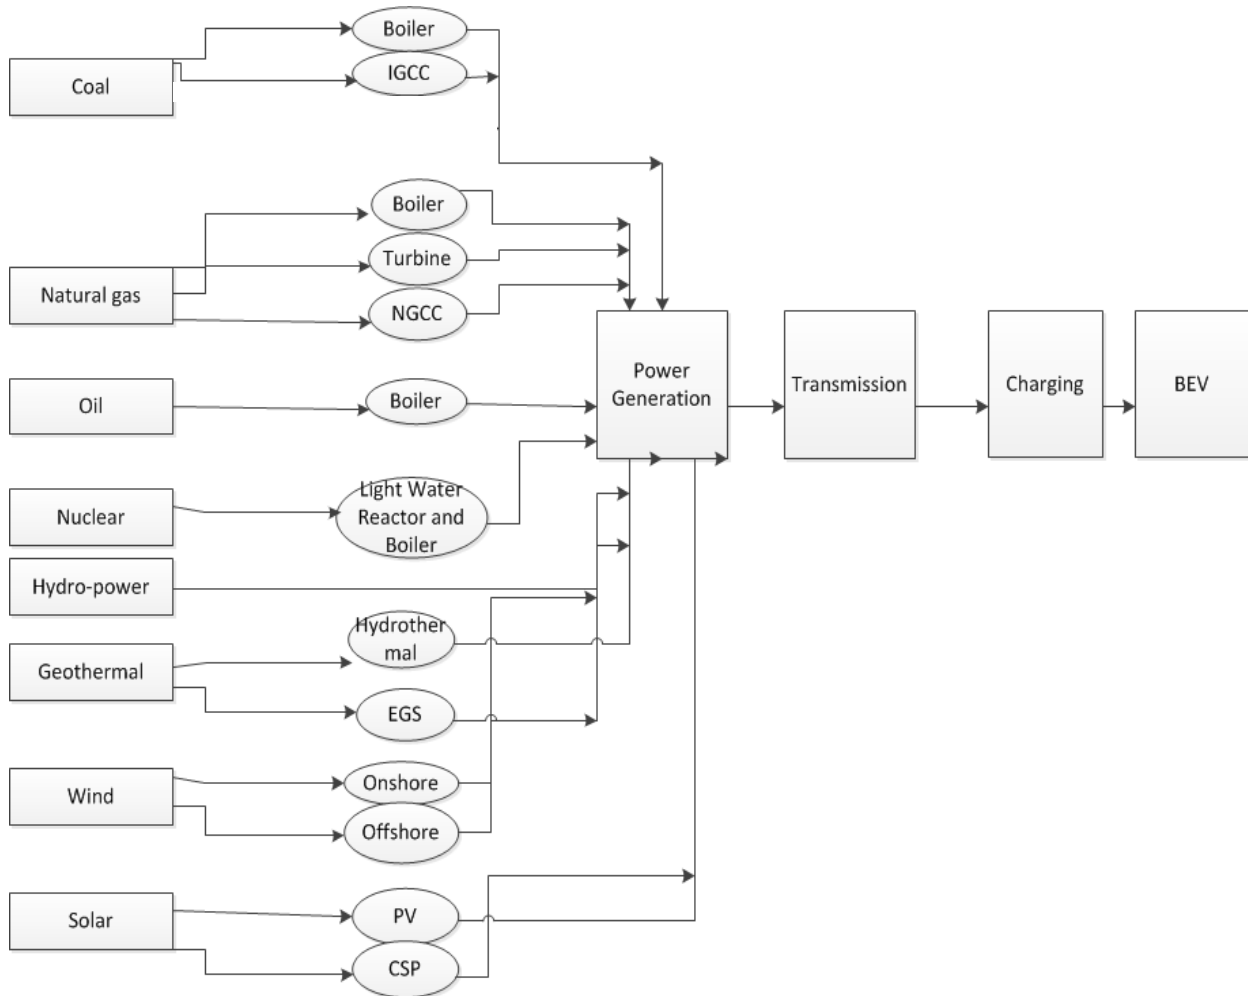 Coal
Boiler
IGCC
Natural gas
Boiler
Turbine
NGCC
Oil
Boiler
Nuclear
Light Water
Reactor and
Boiler
Hydro-power
Geothermal
Hydrother
mal
EGS
Wind
Onshore
Offshore
Solar
PV
CSP
Power
Generation
Transmission
Charging
BEV